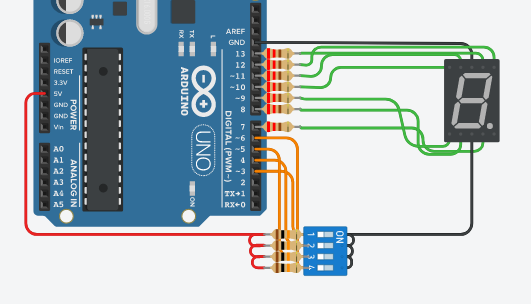 RX
TX
L
AREF
GND
13
12
~11
~10
~9
8
7
~6
~5
4
~3
2
TX→1
RX←0
DIGITAL (PWM~)
ARDUINO
UNO
ON
IOREF
RESET
3.3V
5V
GND
GND
Vin
POWER
A0
A1
A2
A3
A4
A5
ANALOG IN
ON
1
2
3
4